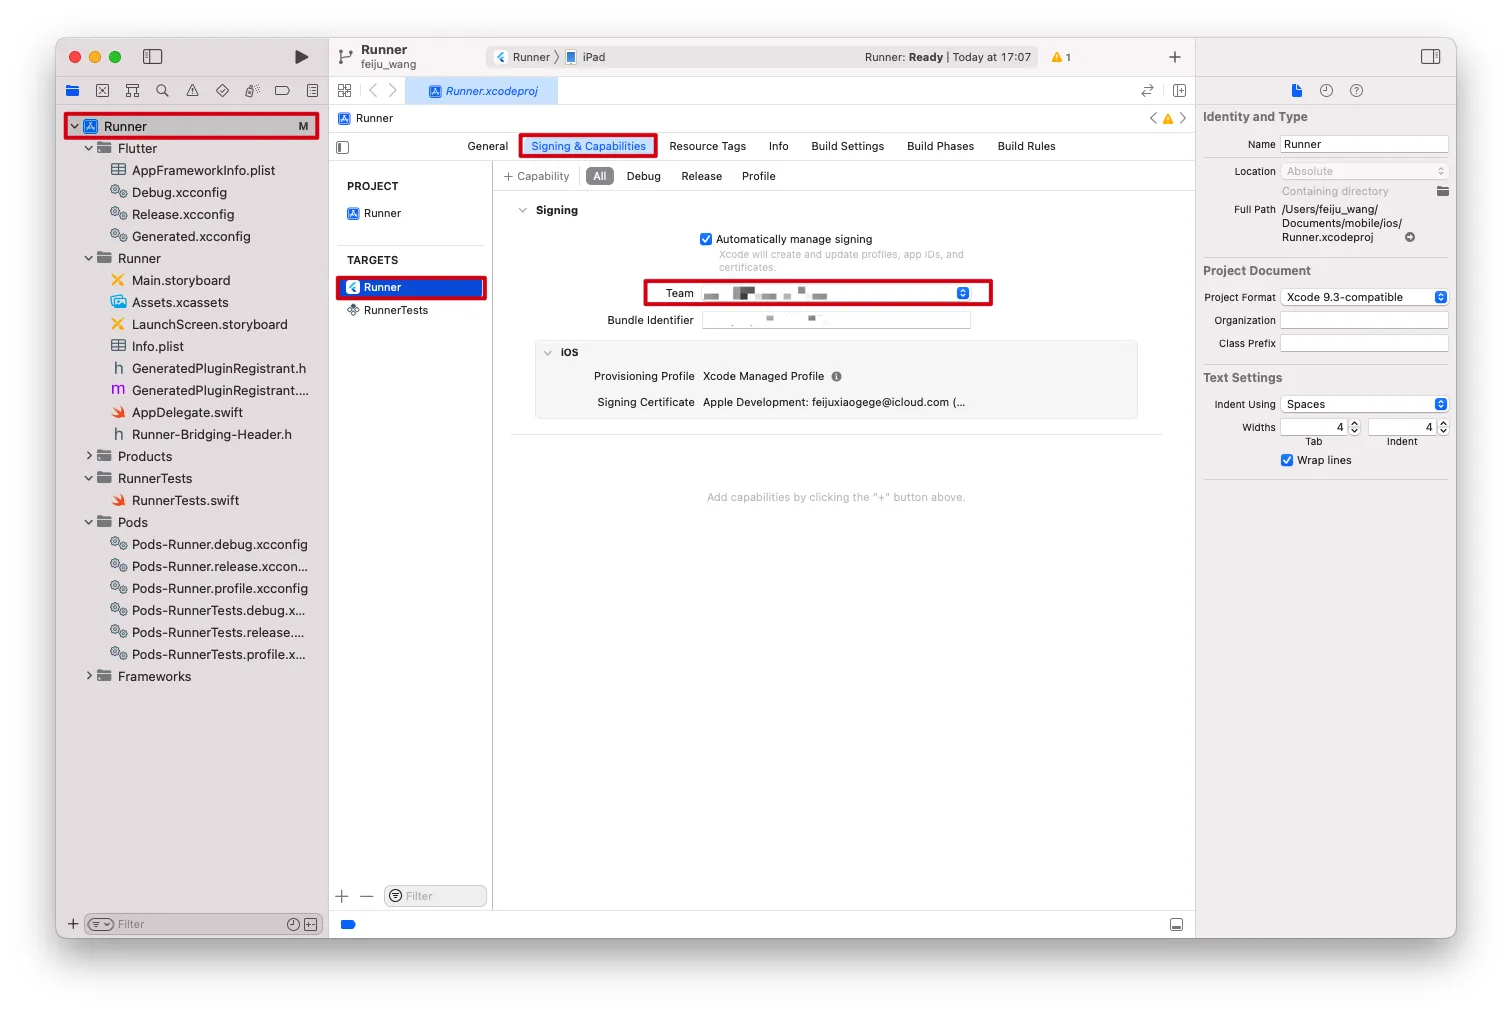 Runner
feiju_wang
Runner
iPad
Runner: Ready | Today at 17:07
1
Runner.xcodeproj
Runner M
Flutter
AppFrameworkInfo.plist
Debug.xcconfig
Release.xcconfig
Generated.xcconfig
Runner
Main.storyboard
Assets.xcassets
LaunchScreen.storyboard
Info.plist
h GeneratedPluginRegistrant.h
m GeneratedPluginRegistrant....
AppDelegate.swift
h Runner-Bridging-Header.h
Products
RunnerTests
RunnerTests.swift
Pods
Pods-Runner.debug.xcconfig
Pods-Runner.release.xccon...
Pods-Runner.profile.xcconfig
Pods-RunnerTests.debug.x...
Pods-RunnerTests.release....
Pods-RunnerTests.profile.x...
Frameworks
Filter
Runner
General Signing & Capabilities Resource Tags Info Build Settings Build Phases Build Rules
PROJECT
Runner
TARGETS
Runner
RunnerTests
Filter
+ Capability All Debug Release Profile
Signing
Automatically manage signing
Xcode will create and update profiles, app IDs, and
certificates.
Team
Bundle Identifier
iOS
Provisioning Profile Xcode Managed Profile
Signing Certificate Apple Development: feijuxiaogege@icloud.com (...
Add capabilities by clicking the "+" button above.
Identity and Type
Name Runner
Location Absolute
Containing directory
Full Path /Users/feiju_wang/
Documents/mobile/ios/
Runner.xcodeproj
Project Document
Project Format Xcode 9.3-compatible
Organization
Class Prefix
Text Settings
Indent Using Spaces
Widths 4 4
Tab Indent
Wrap lines